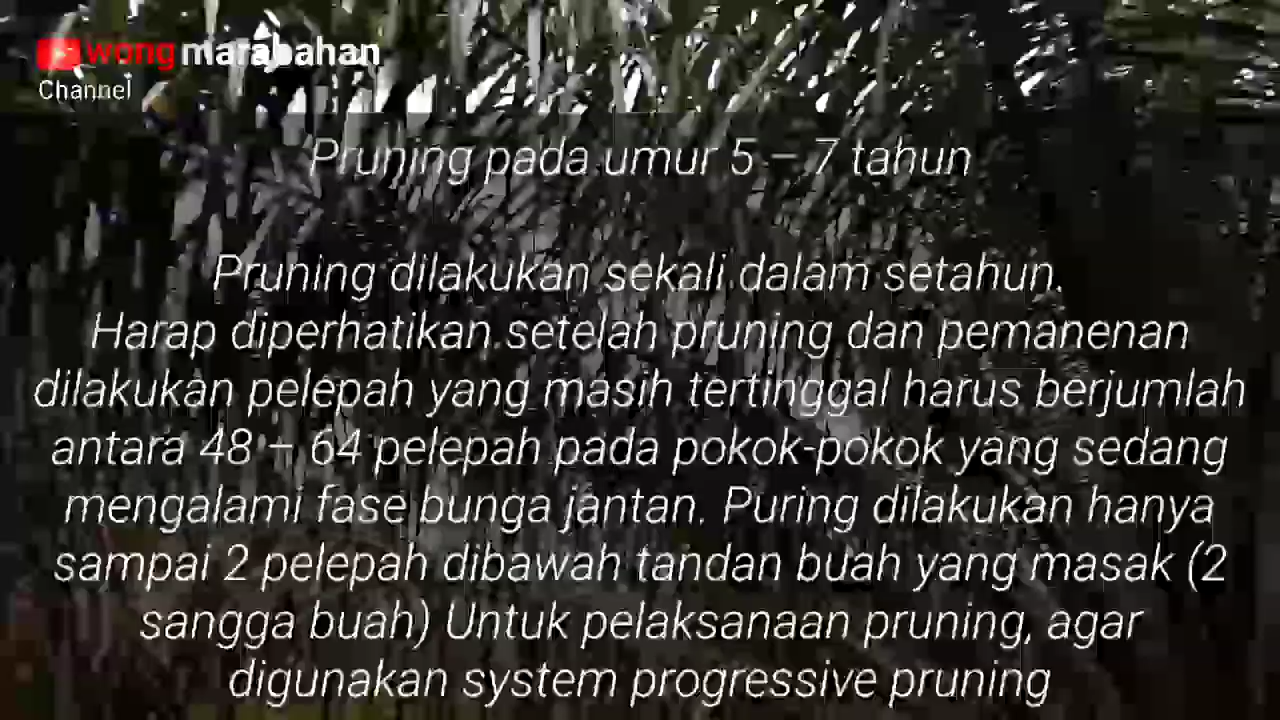 wong marabahan
Channel
Pruning pada umur 5 – 7 tahun
Pruning dilakukan sekali dalam setahun.
Harap diperhatikan setelah pruning dan pemanenan
dilakukan pelepah yang masih tertinggal harus berjumlah
antara 48 – 64 pelepah pada pokok-pokok yang sedang
mengalami fase bunga jantan. Puring dilakukan hanya
sampai 2 pelepah dibawah tandan buah yang masak (2
sangga buah) Untuk pelaksanaan pruning, agar
digunakan system progressive pruning